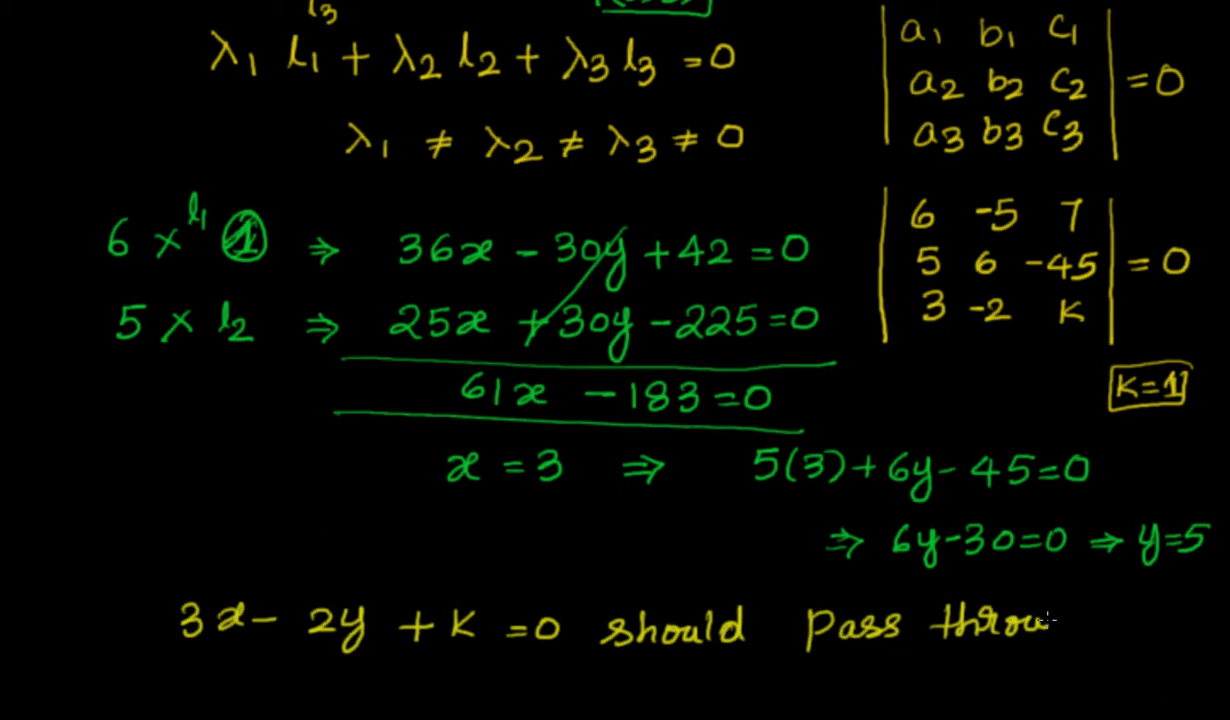 l3
λ1 l1 + λ2 l2 + λ3 l3 = 0
λ1 ≠ λ2 ≠ λ3 ≠ 0
a1 b1 c1
a2 b2 c2 = 0
a3 b3 c3
6 -5 7
5 6 -45 = 0
3 -2 K
K=1
6 × l1 1 ⇒ 36x - 30y + 42 = 0
5 × l2 ⇒ 25x + 30y - 225 = 0
61x - 183 = 0
x = 3 ⇒ 5(3) + 6y - 45 = 0
⇒ 6y - 30 = 0 ⇒ y = 5
3x - 2y + K = 0 should pass throu